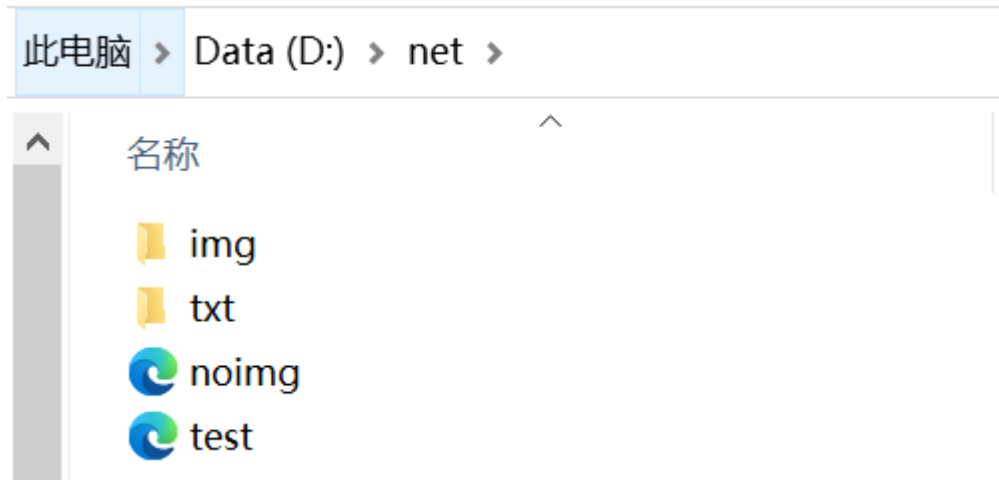 此电脑 > Data (D:) > net >
名称
img
txt
noimg
test